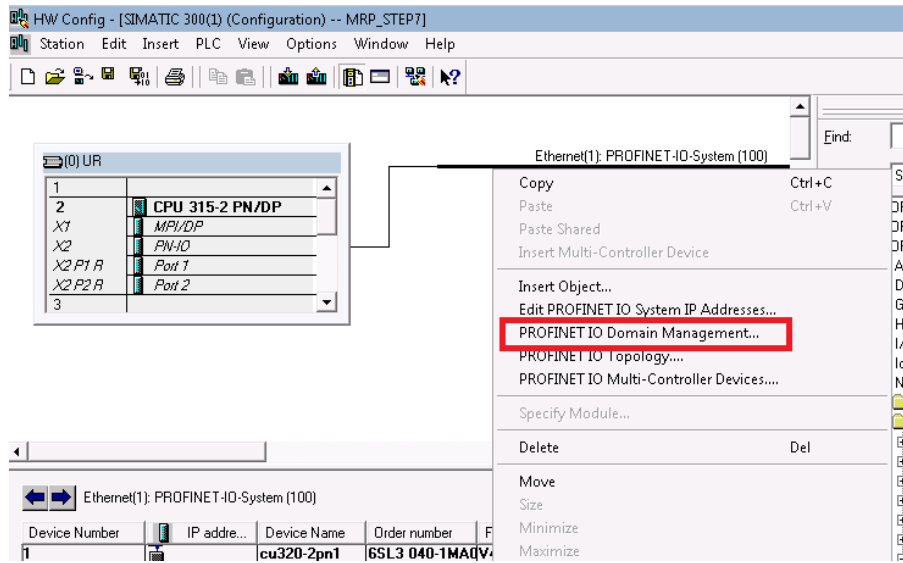 HW Config - [SIMATIC 300(1) (Configuration) -- MRP_STEP7]
Station Edit Insert PLC View Options Window Help
Find:
(0) UR
1
2 CPU 315-2 PN/DP
X1 MPI/DP
X2 PN-IO
X2 P1 R Port 1
X2 P2 R Port 2
3
Ethernet(1): PROFINET-IO-System (100)
Copy Ctrl+C
Paste Ctrl+V
Paste Shared
Insert Multi-Controller Device
Insert Object...
Edit PROFINET IO System IP Addresses...
PROFINET IO Domain Management...
PROFINET IO Topology....
PROFINET IO Multi-Controller Devices....
Specify Module...
Delete Del
Move
Size
Minimize
Maximize
Ethernet(1): PROFINET-IO-System (100)
Device Number IP addre... Device Name Order number
1 cu320-2pn1 6SL3 040-1MA0